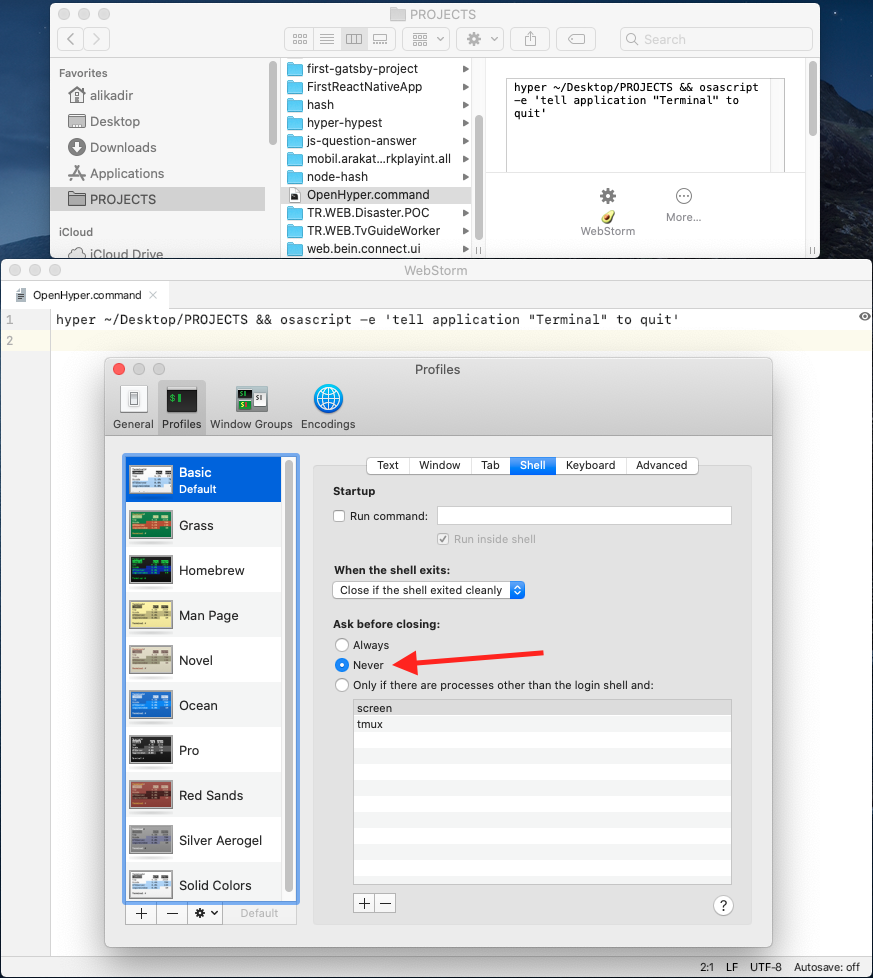 PROJECTS
Search
Favorites
alikadir
Desktop
Downloads
Applications
PROJECTS
iCloud
iCloud Drive
first-gatsby-project
FirstReactNativeApp
hash
hyper-hypest
js-question-answer
mobil.arakat...rkplayint.all
node-hash
OpenHyper.command
TR.WEB.Disaster.POC
TR.WEB.TvGuideWorker
web.bein.connect.ui
hyper ~/Desktop/PROJECTS && osascript
-e 'tell application "Terminal" to
quit'
WebStorm
More...
WebStorm
OpenHyper.command
1 hyper ~/Desktop/PROJECTS && osascript -e 'tell application "Terminal" to quit'
2
Profiles
General Profiles Window Groups Encodings
Basic
Default
Grass
Homebrew
Man Page
Novel
Ocean
Pro
Red Sands
Silver Aerogel
Solid Colors
Default
Text Window Tab Shell Keyboard Advanced
Startup
Run command:
Run inside shell
When the shell exits:
Close if the shell exited cleanly
Ask before closing:
Always
Never
Only if there are processes other than the login shell and:
screen
tmux
?
2:1 LF UTF-8 Autosave: off